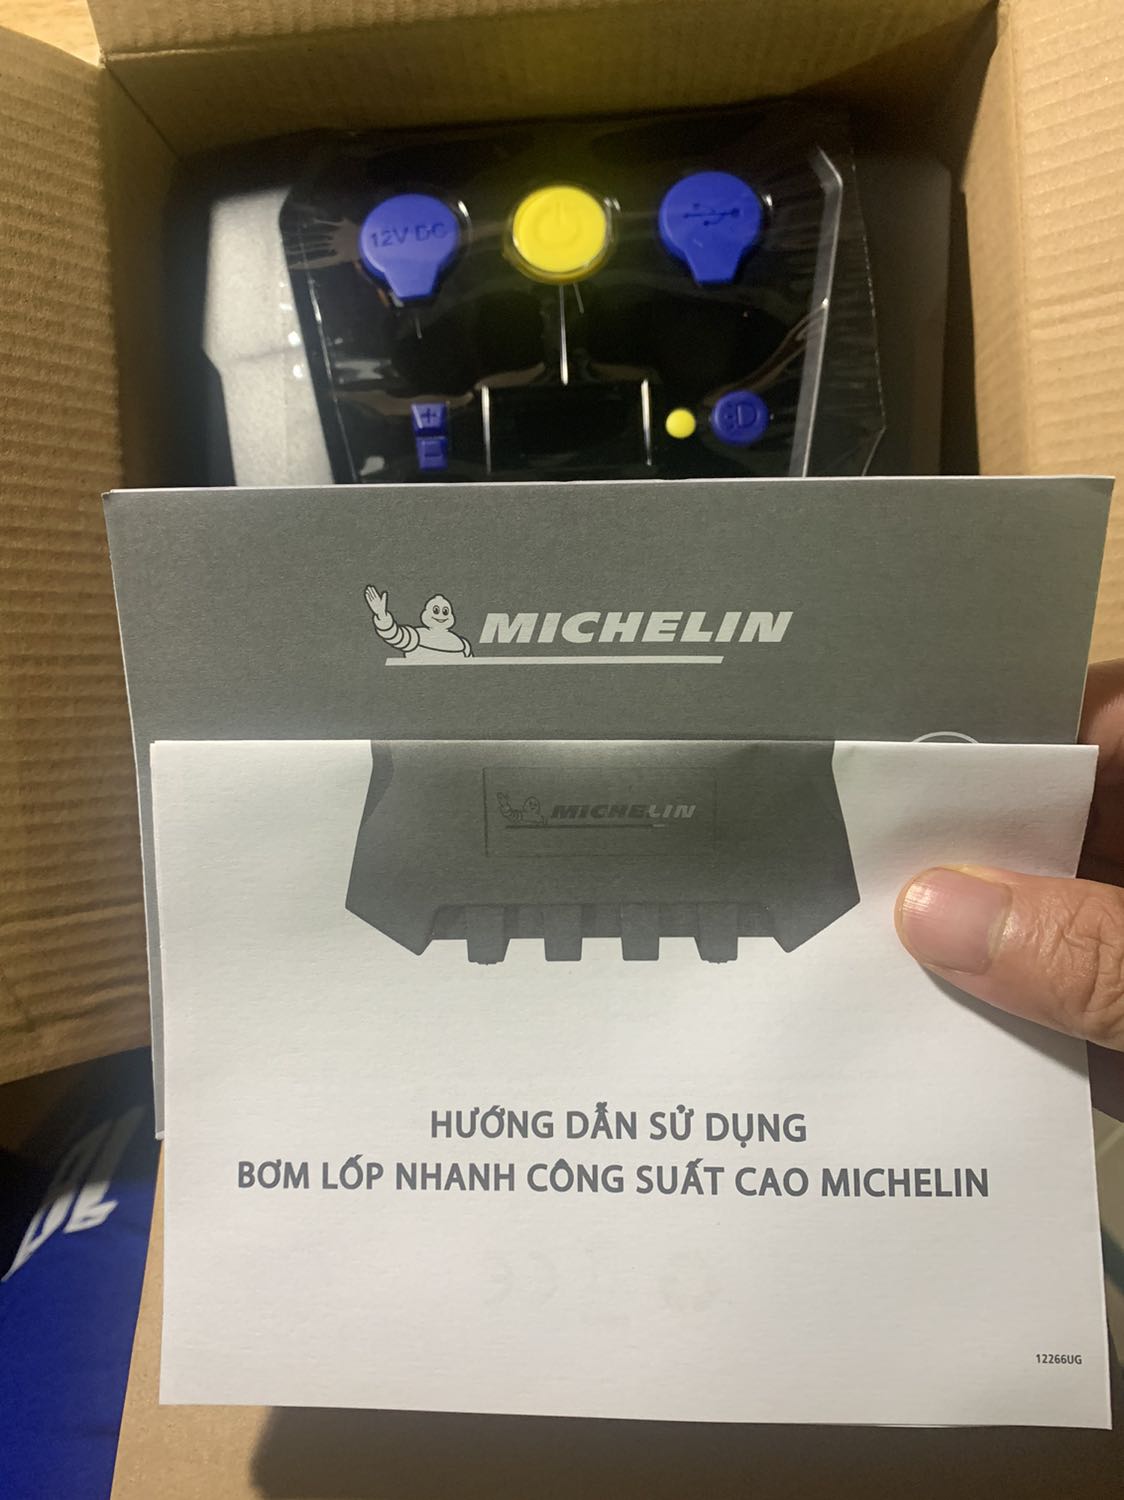 12V DC
MICHELIN
MICHELIN
HƯỚNG DẪN SỬ DỤNG
BƠM LỐP NHANH CÔNG SUẤT CAO MICHELIN
12266UG